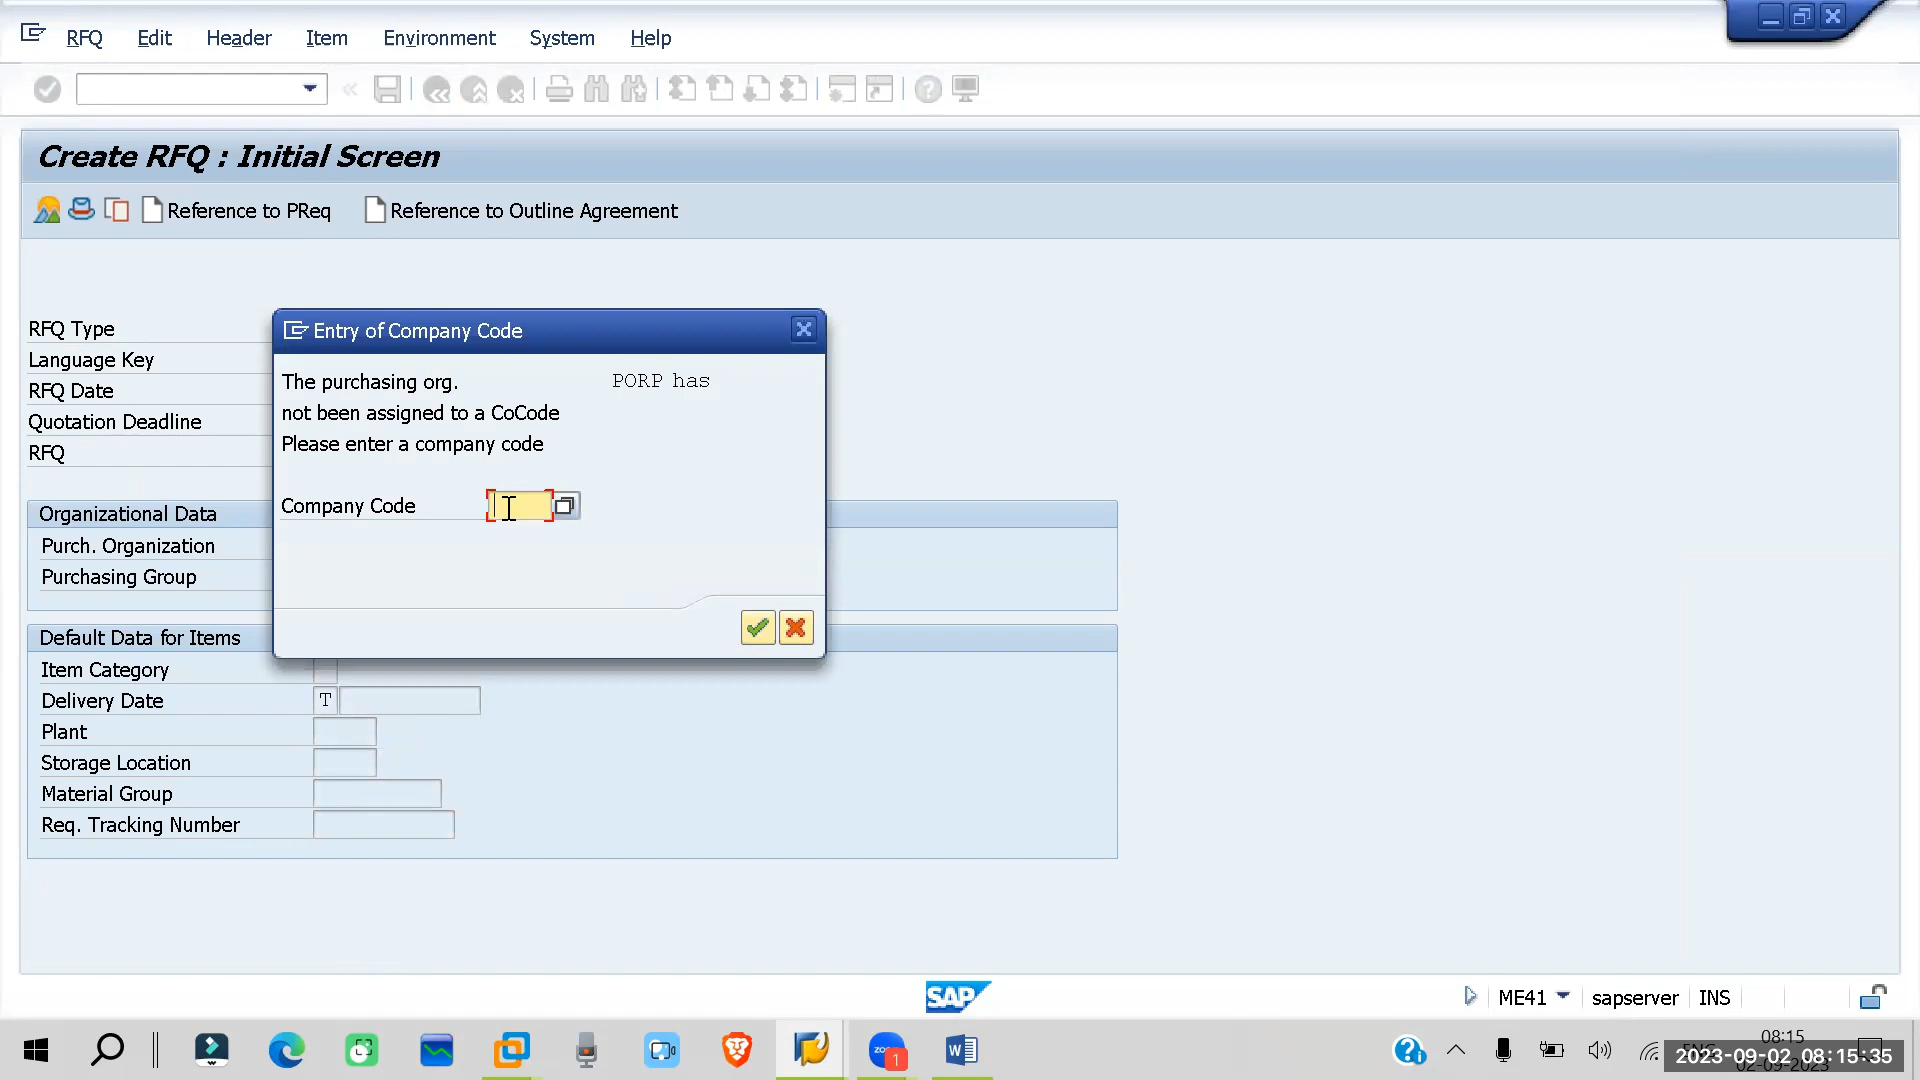 RFQ Edit Header Item Environment System Help
Create RFQ : Initial Screen
Reference to PReq Reference to Outline Agreement
RFQ Type
Language Key
RFQ Date
Quotation Deadline
RFQ
Entry of Company Code
The purchasing org. PORP has
not been assigned to a CoCode
Please enter a company code
Company Code
Organizational Data
Purch. Organization
Purchasing Group
Default Data for Items
Item Category
Delivery Date T
Plant
Storage Location
Material Group
Req. Tracking Number
SAP ME41 sapserver INS
08:15
2023-09-02 08:15:35
02-09-2023
1